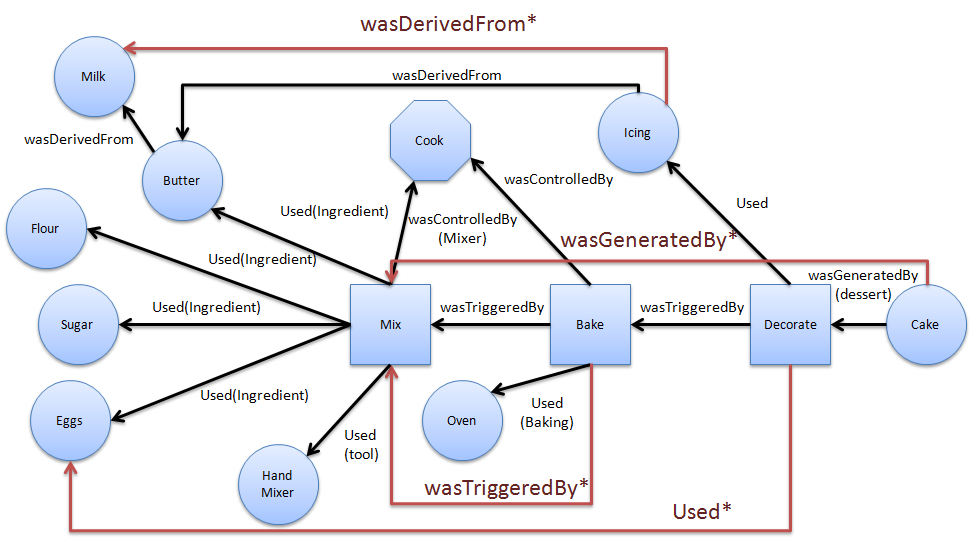 wasDerivedFrom*
Milk
wasDerivedFrom
wasDerivedFrom
Icing
Cook
Butter
wasControlledBy
Used
Used(Ingredient)
wasControlledBy
(Mixer)
Flour
wasGeneratedBy*
Used(Ingredient)
wasGeneratedBy
(dessert)
Sugar
Used(Ingredient)
Mix
wasTriggeredBy
Bake
wasTriggeredBy
Decorate
Cake
Used(Ingredient)
Eggs
Used
(tool)
Oven
Used
(Baking)
Hand
Mixer
wasTriggeredBy*
Used*